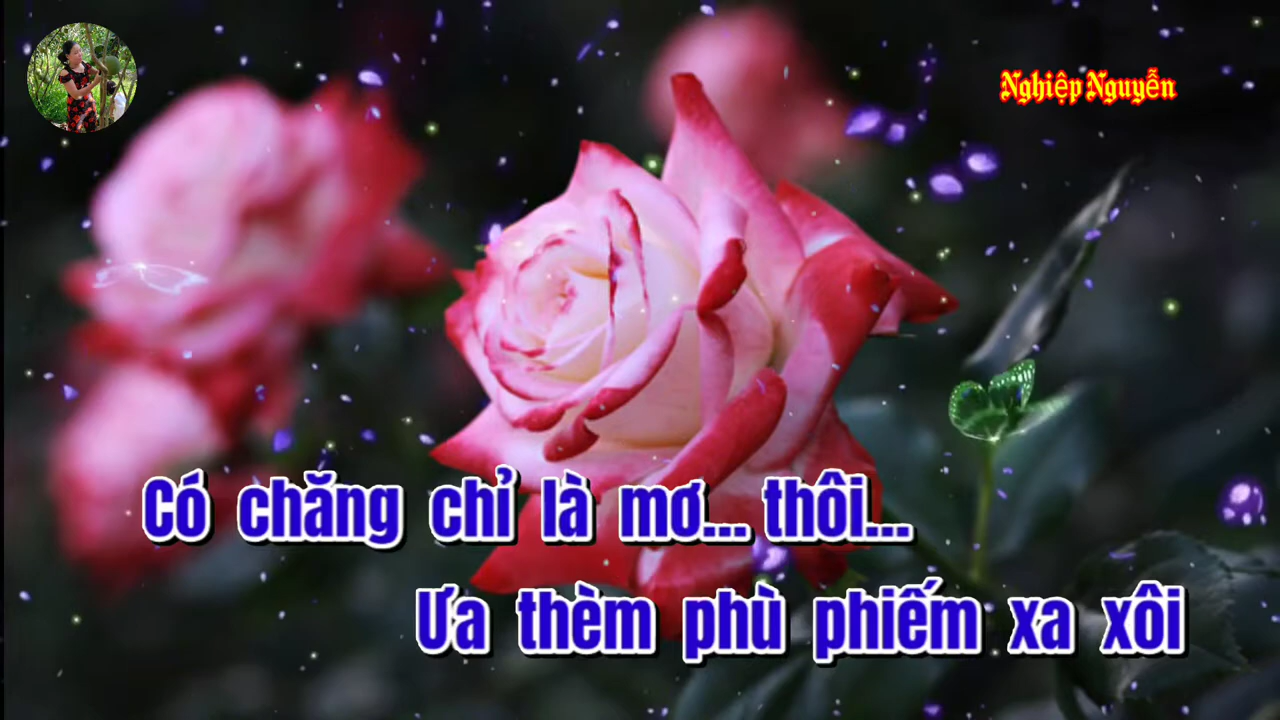 Nghiệp Nguyễn
Có chăng chỉ là mơ... thôi...
Ưa thèm phù phiếm xa xôi